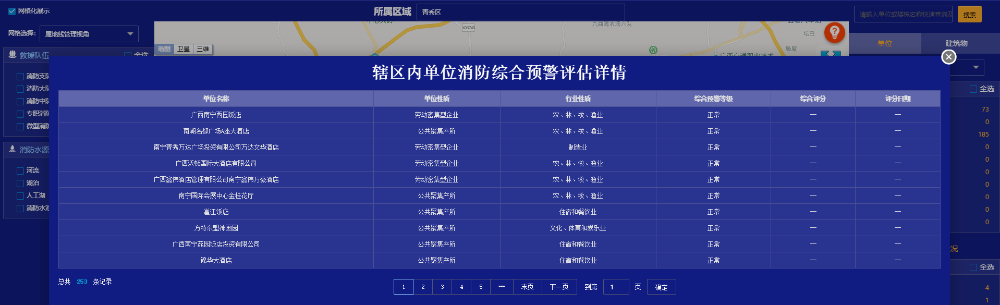 网格化展示
所属区域 青秀区
请输入单位或楼栋名称快速查询及 搜索
网格选择： 属地线管理视角
X03745 九曲湾农场六队
坛白
地图 卫星 三维
滕屋
单位 建筑物
救援队伍 全选
消防支队
消防大队
消防中队
专职消防
微型消防
消防水源
河流
湖泊
人工湖
消防水池
辖区内单位消防综合预警评估详情
单位名称 单位性质 行业性质 综合预警等级 综合评分 评分日期
广西南宁西园饭店 劳动密集型企业 农、林、牧、渔业 正常 — —
南湖名都广场A座大酒店 公共聚集产所 农、林、牧、渔业 正常 — —
南宁青秀万达广场投资有限公司万达文华酒店 劳动密集型企业 制造业 正常 — —
广西沃顿国际大酒店有限公司 劳动密集型企业 农、林、牧、渔业 正常 — —
广西鑫伟酒店管理有限公司南宁鑫伟万豪酒店 劳动密集型企业 农、林、牧、渔业 正常 — —
南宁国际会展中心金桂花厅 公共聚集产所 农、林、牧、渔业 正常 — —
邕江饭店 公共聚集产所 住宿和餐饮业 正常 — —
方特东盟神画园 公共聚集产所 文化、体育和娱乐业 正常 — —
广西南宁荔园饭店投资有限公司 公共聚集产所 住宿和餐饮业 正常 — —
锦华大酒店 公共聚集产所 住宿和餐饮业 正常 — —
总共 253 条记录
1 2 3 4 5 --- 末页 下一页 到第 1 页 确定
全选
73
0
185
0
0
0
0
0
0
0
况
全选
4
1